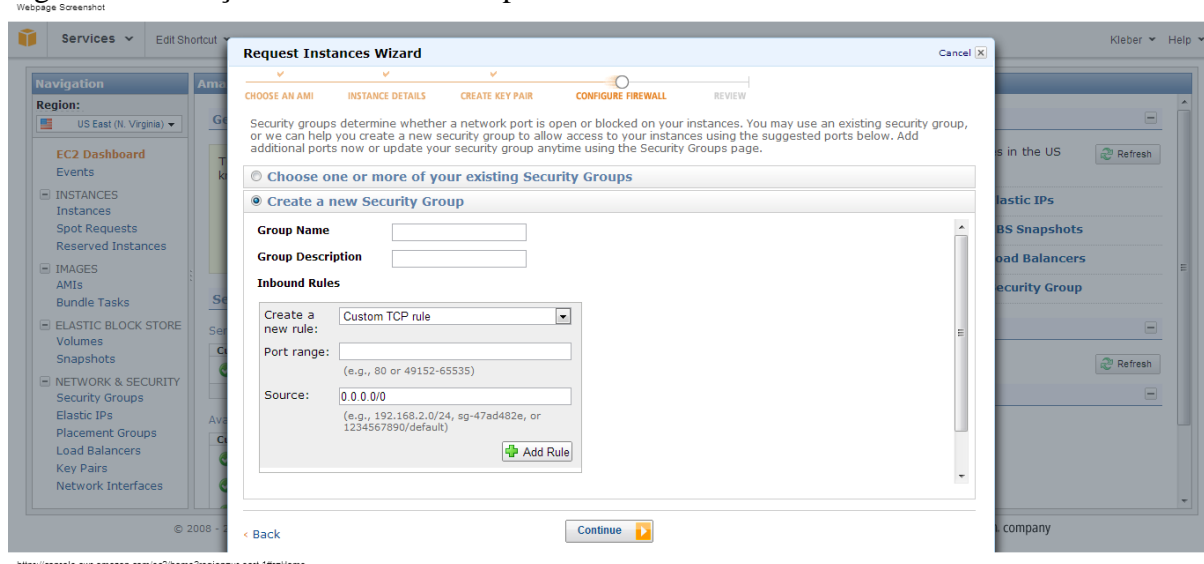 Webpage Screenshot
Services Edit Shortcut Kleber Help
Request Instances Wizard Cancel
CHOOSE AN AMI INSTANCE DETAILS CREATE KEY PAIR CONFIGURE FIREWALL REVIEW
Security groups determine whether a network port is open or blocked on your instances. You may use an existing security group,
or we can help you create a new security group to allow access to your instances using the suggested ports below. Add
additional ports now or update your security group anytime using the Security Groups page.
Choose one or more of your existing Security Groups
Create a new Security Group
Group Name
Group Description
Inbound Rules
Create a
new rule:
Custom TCP rule
Port range:
(e.g., 80 or 49152-65535)
Source:
0.0.0.0/0
(e.g., 192.168.2.0/24, sg-47ad482e, or
1234567890/default)
Add Rule
< Back
Continue
Navigation
Region:
US East (N. Virginia)
EC2 Dashboard
Events
INSTANCES
Instances
Spot Requests
Reserved Instances
IMAGES
AMIs
Bundle Tasks
ELASTIC BLOCK STORE
Volumes
Snapshots
NETWORK & SECURITY
Security Groups
Elastic IPs
Placement Groups
Load Balancers
Key Pairs
Network Interfaces
s in the US
Refresh
lastic IPs
BS Snapshots
oad Balancers
ecurity Group
Refresh
© 2008 -
company